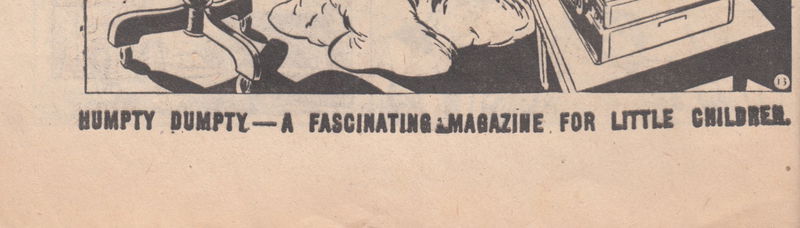 13
HUMPTY DUMPTY—A FASCINATING MAGAZINE FOR LITTLE CHILDREN.